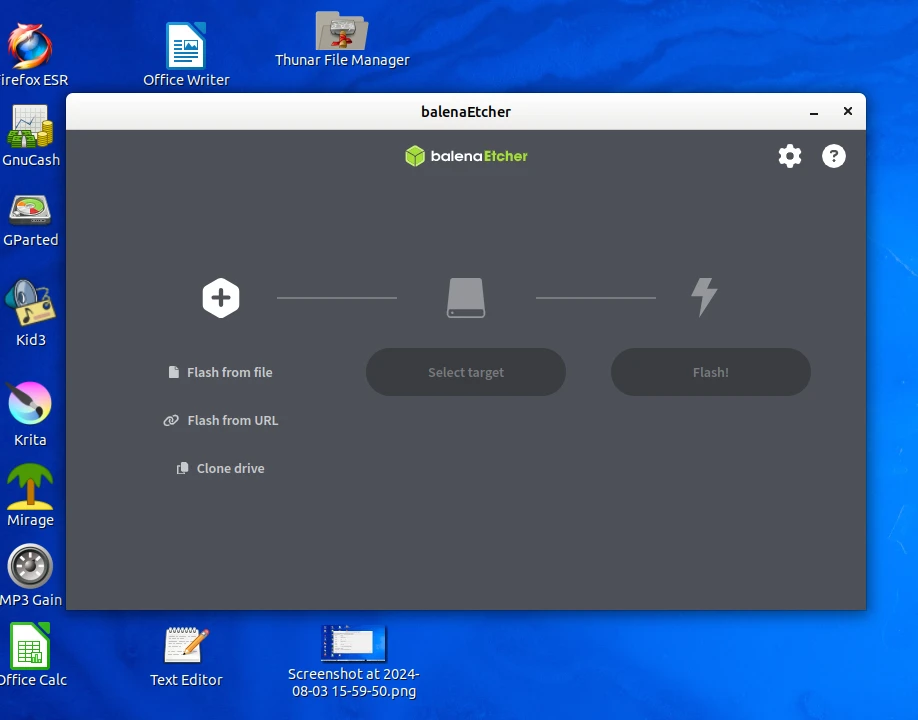 irefox ESR
Office Writer
Thunar File Manager
balenaEtcher
balenaEtcher
?
GnuCash
GParted
Kid3
Krita
Mirage
MP3 Gain
Flash from file
Select target
Flash!
Flash from URL
Clone drive
Office Calc
Text Editor
Screenshot at 2024-
08-03 15-59-50.png